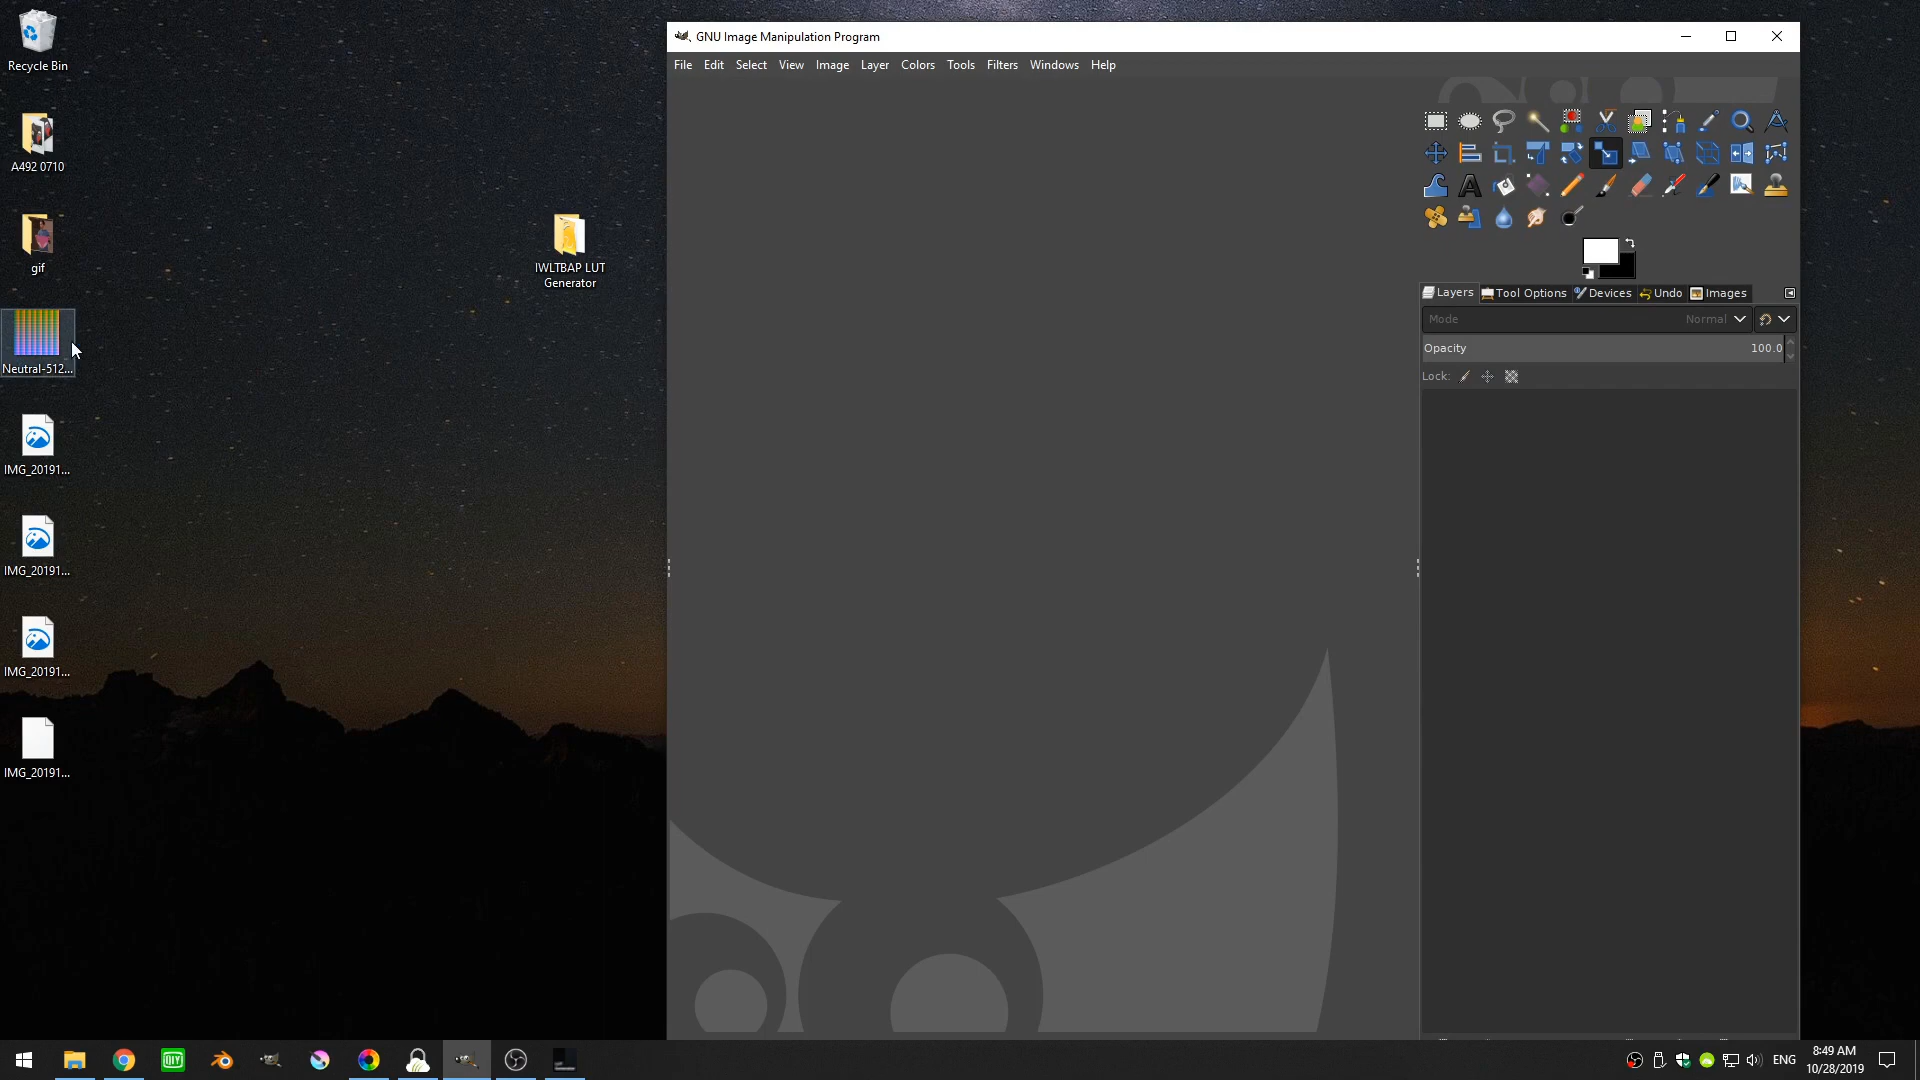 Recycle Bin
A492 0710
gif
Neutral-512...
IMG_20191...
IMG_20191...
IMG_20191...
IMG_20191...
IWLTBAP LUT
Generator
GNU Image Manipulation Program
File Edit Select View Image Layer Colors Tools Filters Windows Help
Layers Tool Options Devices Undo Images
Mode Normal
Opacity 100.0
Lock:
DIY
ENG
8:49 AM
10/28/2019